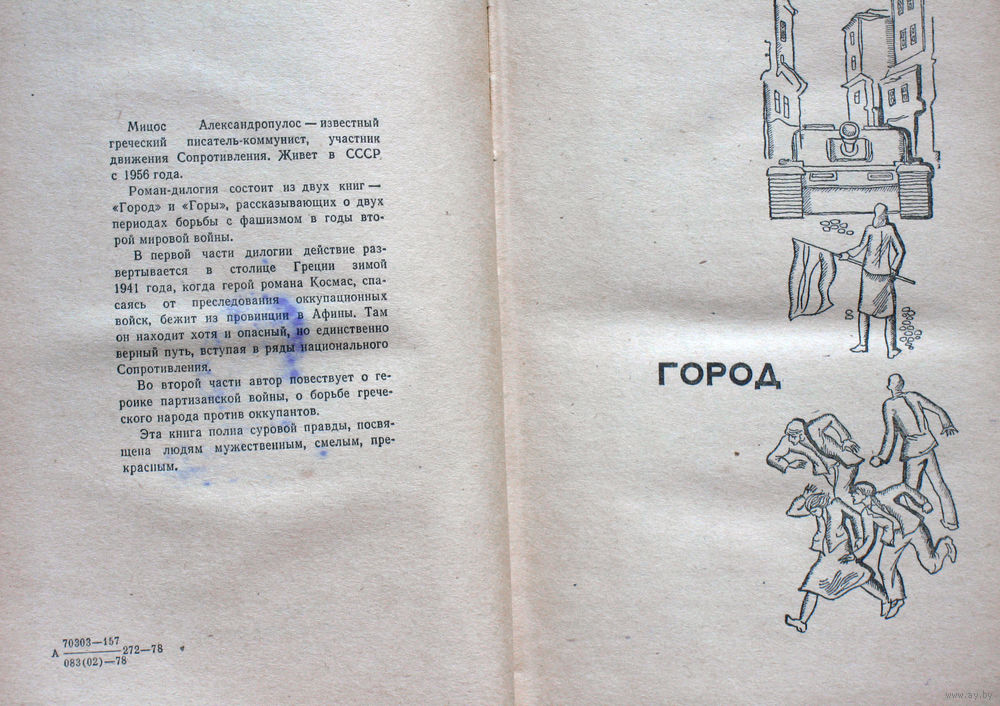 Мицос Александропулос — известный
греческий писатель-коммунист, участник
движения Сопротивления. Живет в СССР
с 1956 года.
Роман-дилогия состоит из двух книг —
«Город» и «Горы», рассказывающих о двух
периодах борьбы с фашизмом в годы вто-
рой мировой войны.
В первой части дилогии действие раз-
вертывается в столице Греции зимой
1941 года, когда герой романа Космас, спа-
саясь от преследования оккупационных
войск, бежит из провинции в Афины. Там
он находит хотя и опасный, но единственно
верный путь, вступая в ряды национального
Сопротивления.
Во второй части автор повествует о ге-
роике партизанской войны, о борьбе грече-
ского народа против оккупантов.
Эта книга полна суровой правды, посвя-
щена людям мужественным, смелым, пре-
красным.
70303—157
А 272—78
083(02)—78
ГОРОД
www.ay.by